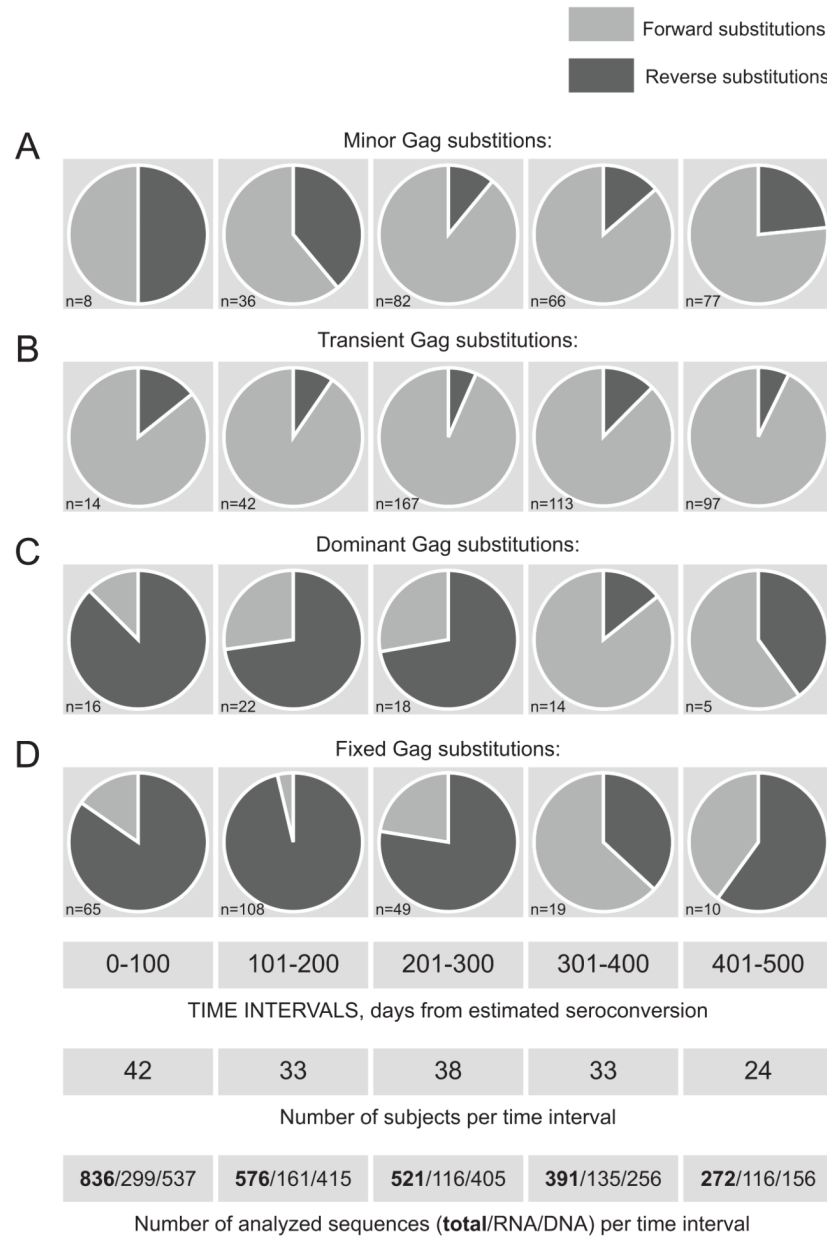 Forward substitutions
Reverse substitutions
A
Minor Gag substitions:
n=8 n=36 n=82 n=66 n=77
B
Transient Gag substitutions:
n=14 n=42 n=167 n=113 n=97
C
Dominant Gag substitutions:
n=16 n=22 n=18 n=14 n=5
D
Fixed Gag substitutions:
n=65 n=108 n=49 n=19 n=10
0-100 101-200 201-300 301-400 401-500
TIME INTERVALS, days from estimated seroconversion
42 33 38 33 24
Number of subjects per time interval
836/299/537 576/161/415 521/116/405 391/135/256 272/116/156
Number of analyzed sequences (total/RNA/DNA) per time interval